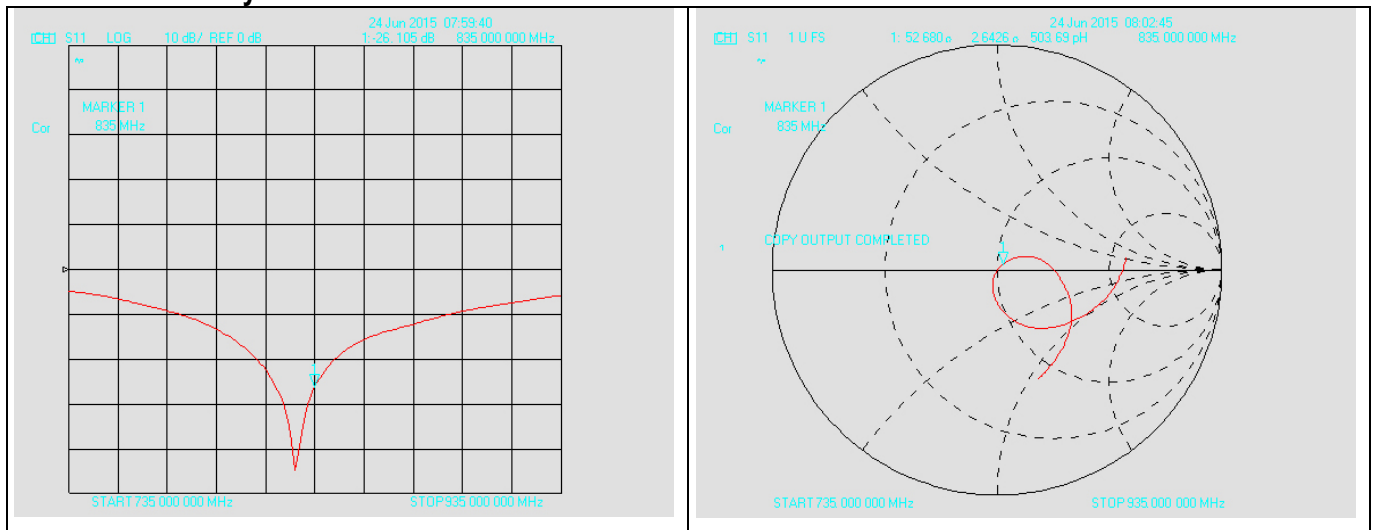 24 Jun 2015 07:59:40
CH1 S11 LOG 10 dB/ REF 0 dB 1:-26.105 dB 835.000 000 MHz
MARKER 1
Cor 835 MHz
1
START 735.000 000 MHz STOP 935.000 000 MHz
24 Jun 2015 08:02:45
CH1 S11 1 U FS 1: 52.680 Ω 2.6426 Ω 503.69 pH 835.000 000 MHz
MARKER 1
Cor 835 MHz
1
COPY OUTPUT COMPLETED
1
START 735.000 000 MHz STOP 935.000 000 MHz